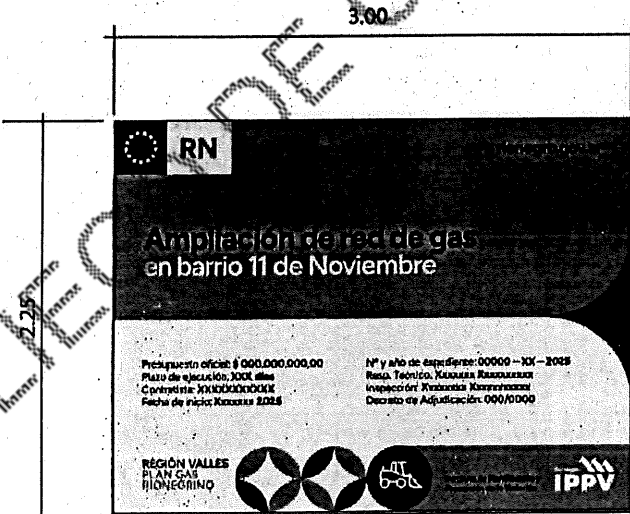 3.00
2.25
RN
Ampliación de red de gas
en barrio 11 de Noviembre
Presupuesto oficial: $ 000.000.000,00
Plazo de ejecución: XXX días
Contratista: XXXXXXXXXXX
Fecha de inicio: Xxxxxxx 2025
Nº y año de expediente: 00000 – XX – 2025
Resp. Técnico: Xxxxxxx Xxxxxxxxxx
Inspección: Xxxxxxxx Xxxxxxxxxxx
Decreto de Adjudicación: 000/0000
REGIÓN VALLES
PLAN GAS
RIONEGRINO
IPPV